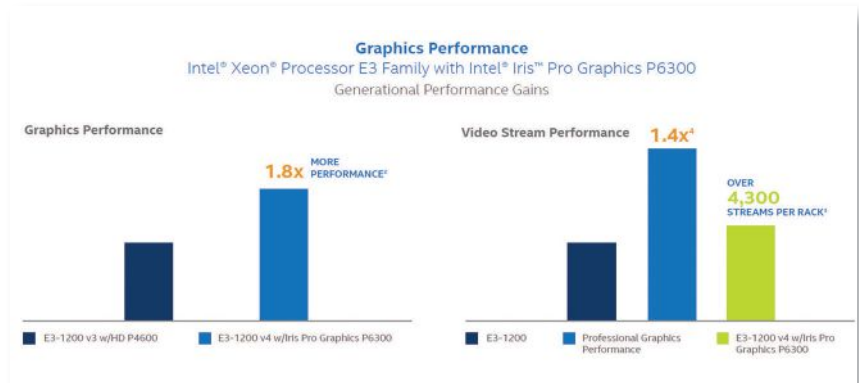 Graphics Performance
Intel® Xeon® Processor E3 Family with Intel® Iris™ Pro Graphics P6300
Generational Performance Gains
Graphics Performance
1.8x MORE
PERFORMANCE²
E3-1200 v3 w/HD P4600
E3-1200 v4 w/Iris Pro Graphics P6300
Video Stream Performance
1.4x⁴
OVER
4,300
STREAMS PER RACK
E3-1200
Professional Graphics
Performance
E3-1200 v4 w/Iris Pro
Graphics P6300